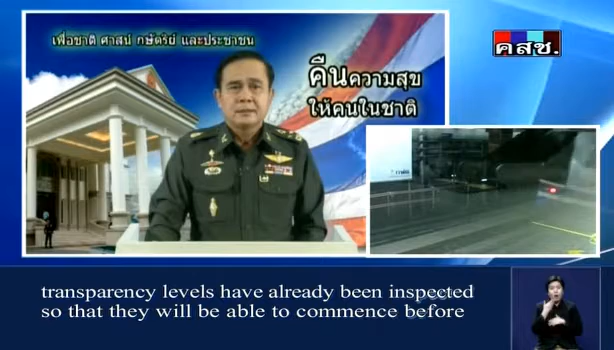 เพื่อชาติ ศาสน์ กษัตริย์ และประชาชน
คืนความสุข
ให้คนในชาติ
คสช.
transparency levels have already been inspected
so that they will be able to commence before